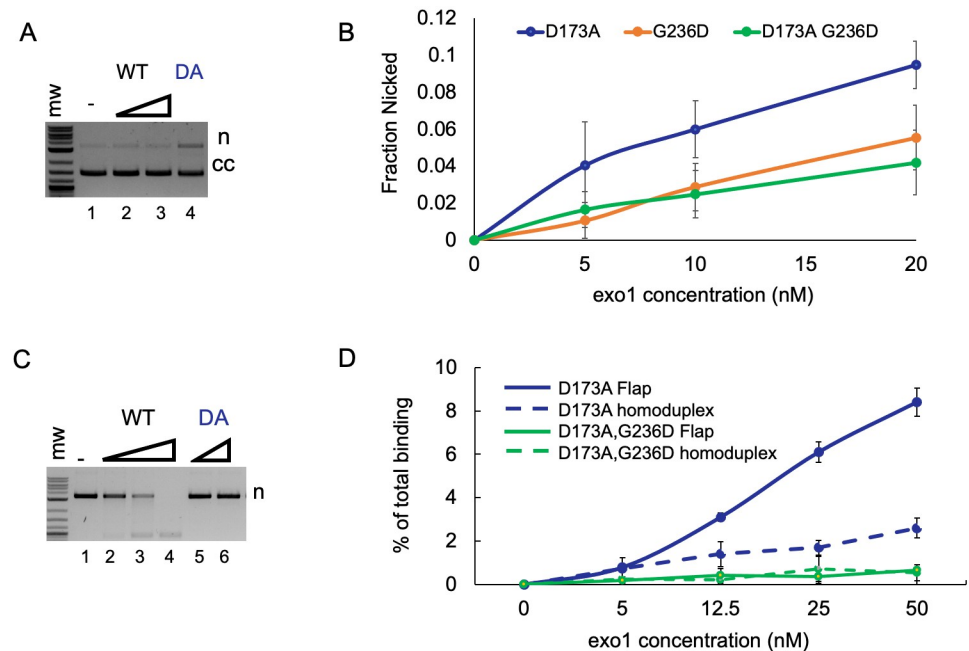 A
WT DA
mw
-
n
cc
1 2 3 4
B
D173A G236D D173A G236D
Fraction Nicked
0.12
0.1
0.08
0.06
0.04
0.02
0
0 5 10 15 20
exo1 concentration (nM)
C
WT DA
mw
-
n
1 2 3 4 5 6
D
D173A Flap
D173A homoduplex
D173A,G236D Flap
D173A,G236D homoduplex
% of total binding
10
8
6
4
2
0
0 5 12.5 25 50
exo1 concentration (nM)